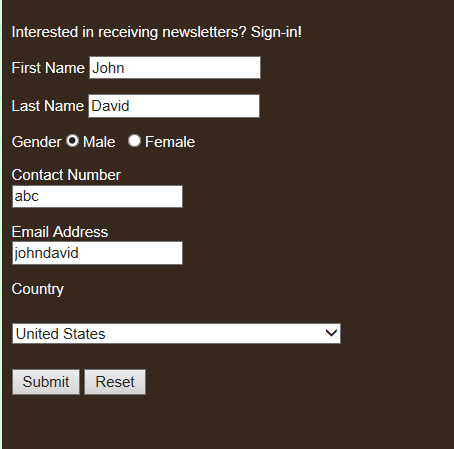 Interested in receiving newsletters? Sign-in!
First Name John
Last Name David
Gender Male Female
Contact Number
abc
Email Address
johndavid
Country
United States
Submit Reset